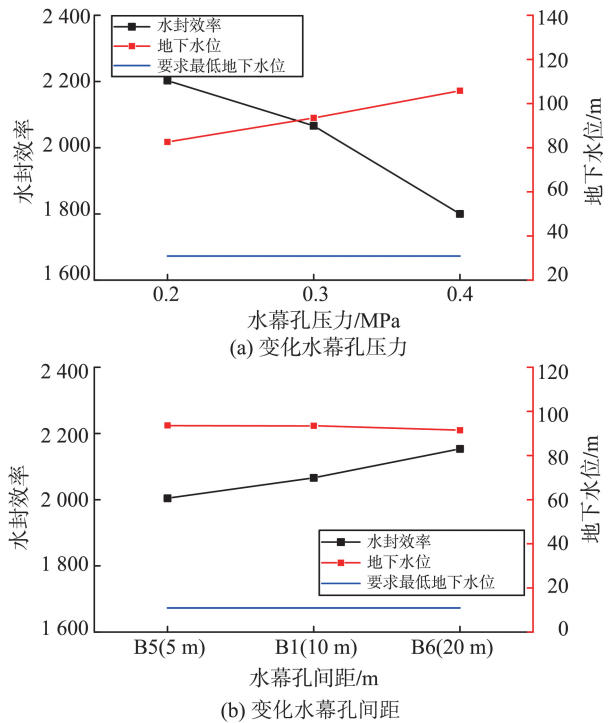 2 400
2 200
2 000
1 800
1 600
水封效率
水封效率
地下水位
要求最低地下水位
140
120
100
80
60
40
20
地下水位/m
0.2 0.3 0.4
水幕孔压力/MPa
(a) 变化水幕孔压力
2 400
2 200
2 000
1 800
1 600
水封效率
水封效率
地下水位
要求最低地下水位
120
100
80
60
40
20
0
地下水位/m
B5(5 m) B1(10 m) B6(20 m)
水幕孔间距/m
(b) 变化水幕孔间距